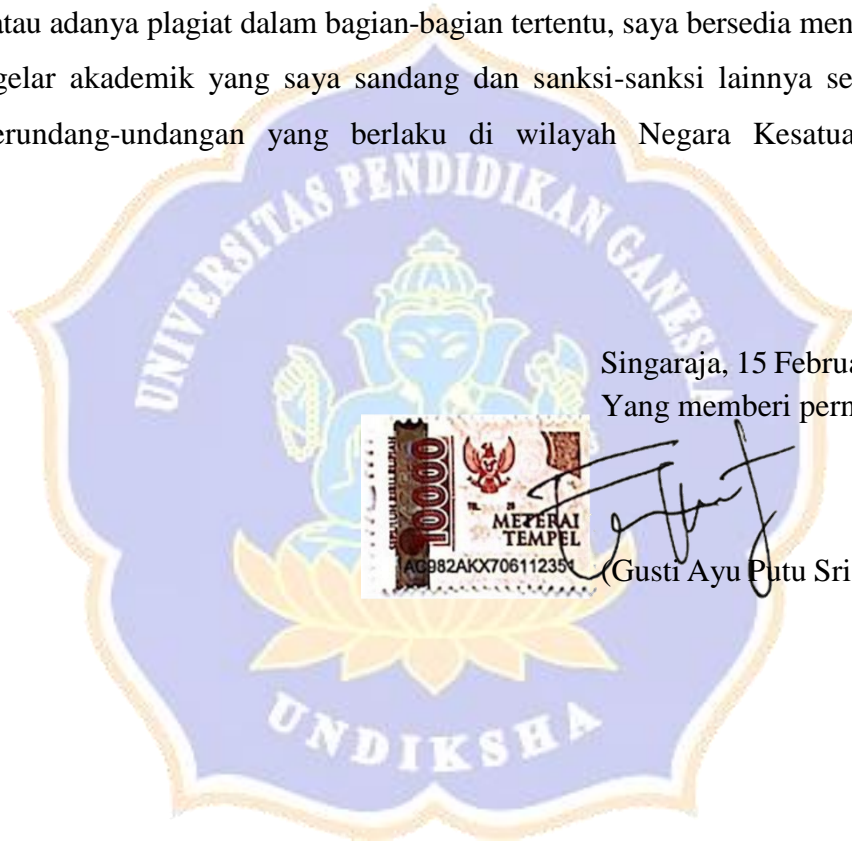 atau adanya plagiat dalam bagian-bagian tertentu, saya bersedia men
gelar akademik yang saya sandang dan sanksi-sanksi lainnya se
erundang-undangan yang berlaku di wilayah Negara Kesatua
UNIVERSITAS PENDIDIKAN GANESHA
Singaraja, 15 Februa
Yang memberi pern
10000
METERAI
TEMPEL
AC982AKX706112351
(Gusti Ayu Putu Sri
UNDIKSHA